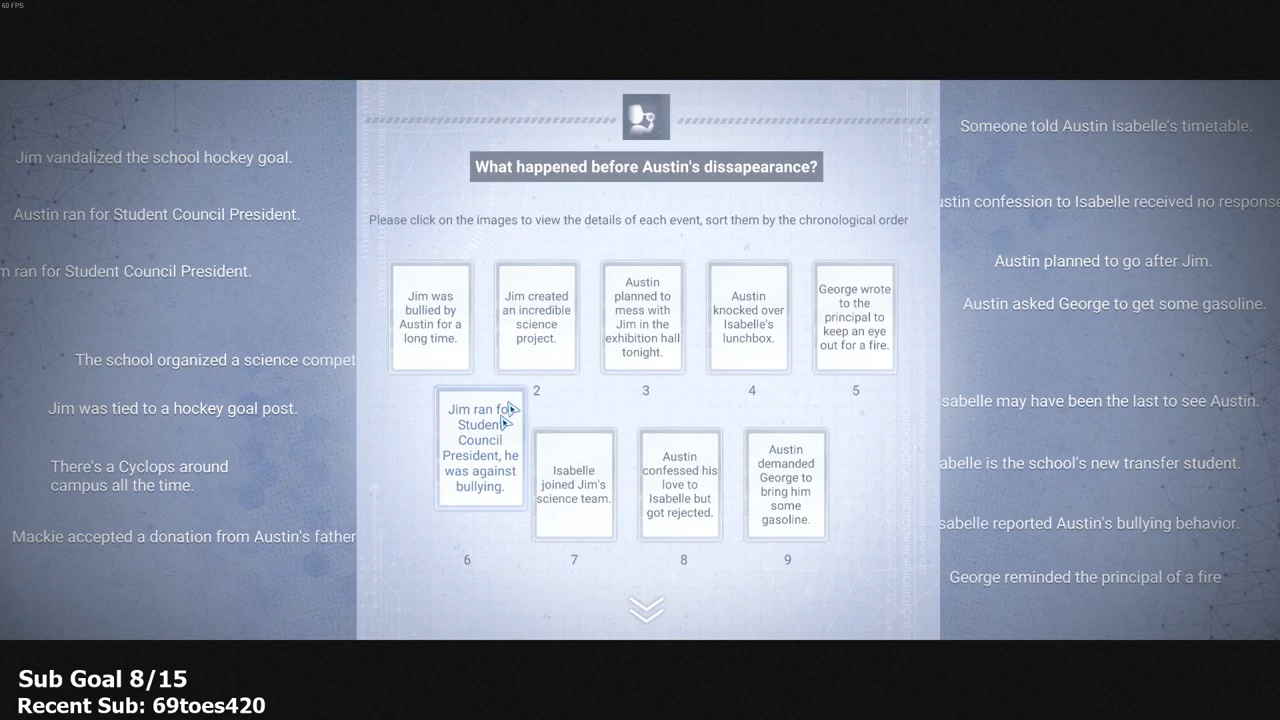 60 FPS
What happened before Austin's dissapearance?
Please click on the images to view the details of each event, sort them by the chronological order
Jim vandalized the school hockey goal.
Austin ran for Student Council President.
m ran for Student Council President.
The school organized a science compet
Jim was tied to a hockey goal post.
There's a Cyclops around
campus all the time.
Mackie accepted a donation from Austin's father
Jim was
bullied by
Austin for a
long time.
Jim created
an incredible
science
project.
2
Austin
planned to
mess with
Jim in the
exhibition hall
tonight.
3
Austin
knocked over
Isabelle's
lunchbox.
4
George wrote
to the
principal to
keep an eye
out for a fire.
5
Jim ran for
Student
Council
President, he
was against
bullying.
6
Isabelle
joined Jim's
science team.
7
Austin
confessed his
love to
Isabelle but
got rejected.
8
Austin
demanded
George to
bring him
some
gasoline.
9
Someone told Austin Isabelle's timetable.
ustin confession to Isabelle received no response
Austin planned to go after Jim.
Austin asked George to get some gasoline.
sabelle may have been the last to see Austin.
abelle is the school's new transfer student.
sabelle reported Austin's bullying behavior.
George reminded the principal of a fire
Sub Goal 8/15
Recent Sub: 69toes420